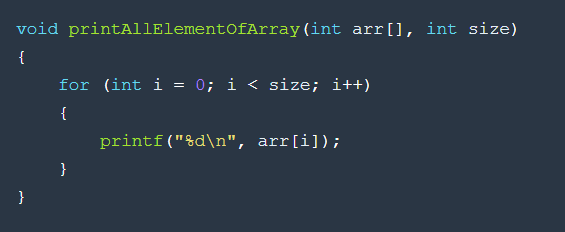 void printAllElementOfArray(int arr[], int size)
{
    for (int i = 0; i < size; i++)
    {
        printf("%d\n", arr[i]);
    }
}